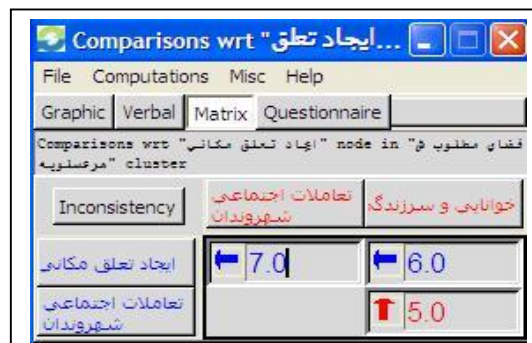 Comparisons wrt "ایجاد تعلق...
File Computations Misc Help
Graphic Verbal Matrix Questionnaire
Comparisons wrt "ایجاد تعلق مکانی" node in "فضای مطلوب ق
مرعسلویه" cluster
Inconsistency
تعاملات اجتماعی
شهروندان
خوانایی و سرزندگی
ایجاد تعلق مکانی
7.0
6.0
تعاملات اجتماعی
شهروندان
5.0